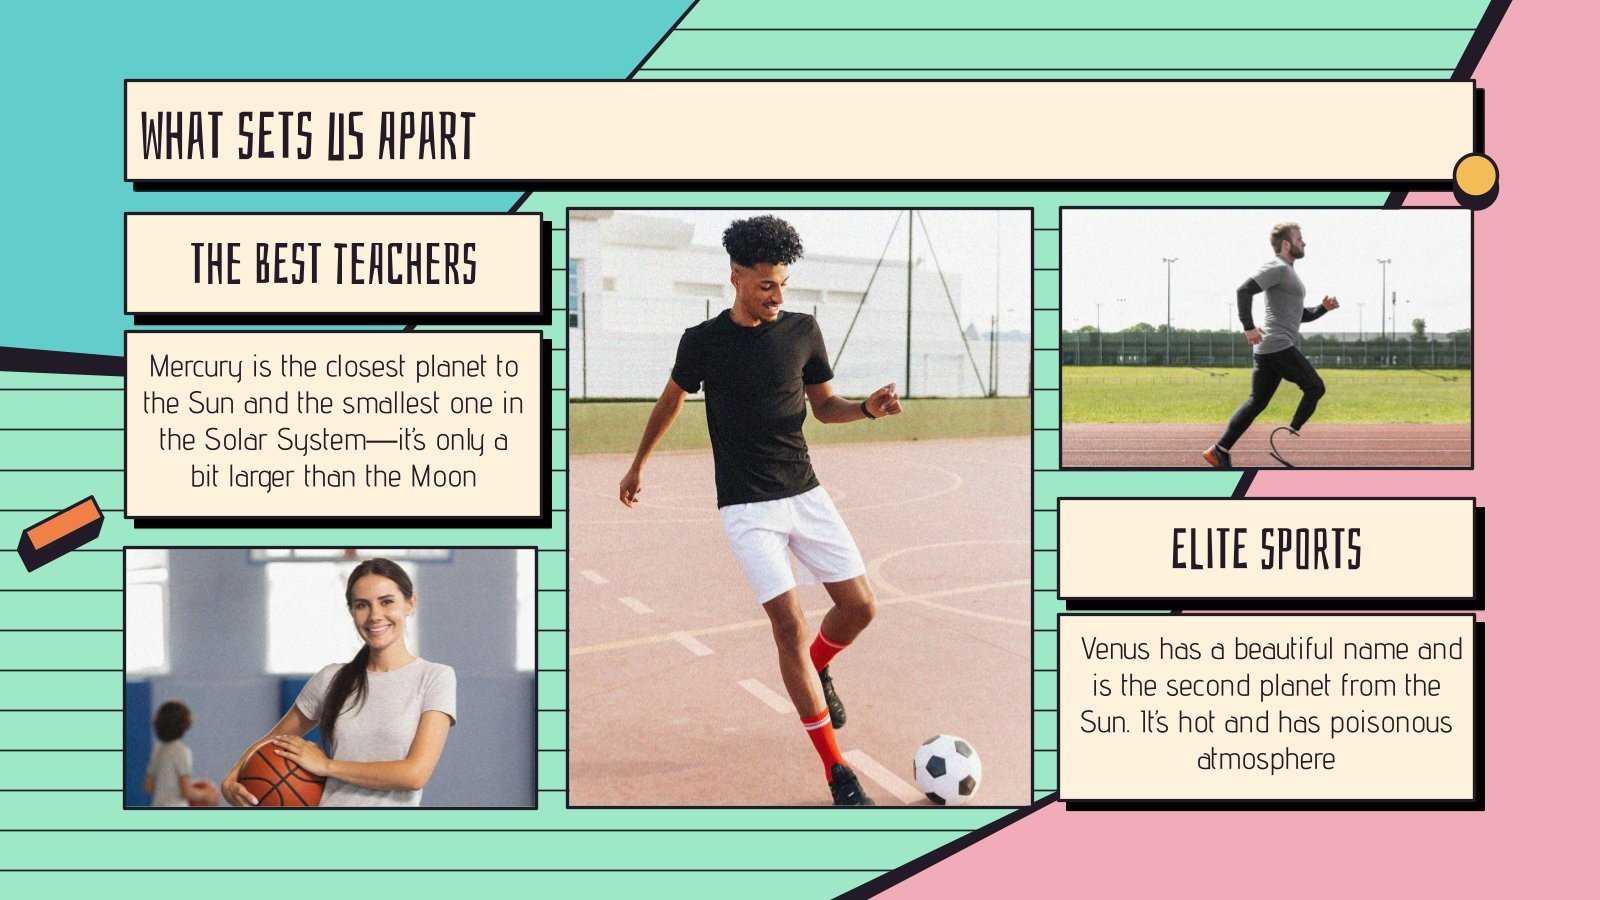 WHAT SETS US APART
THE BEST TEACHERS
Mercury is the closest planet to
the Sun and the smallest one in
the Solar System—it's only a
bit larger than the Moon
ELITE SPORTS
Venus has a beautiful name and
is the second planet from the
Sun. It's hot and has poisonous
atmosphere